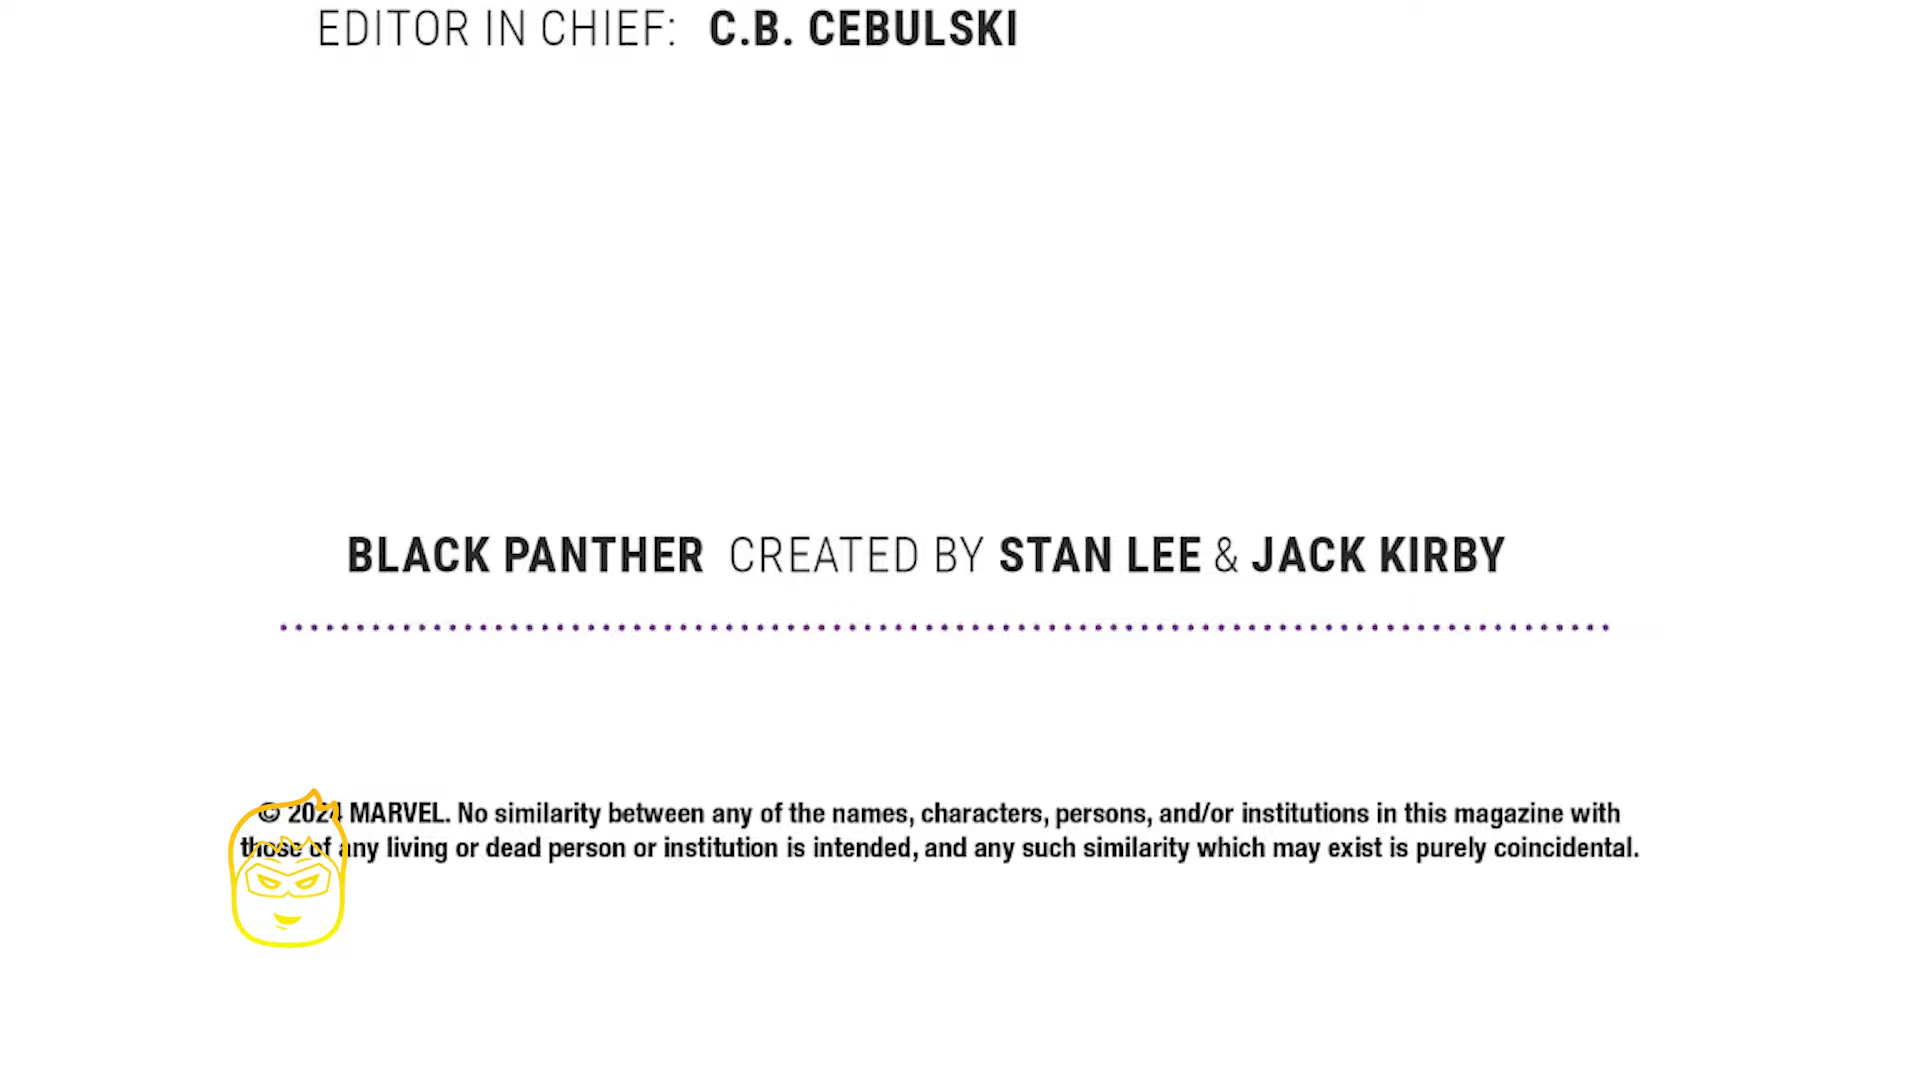 EDITOR IN CHIEF: C.B. CEBULSKI
BLACK PANTHER CREATED BY STAN LEE & JACK KIRBY
© 2024 MARVEL. No similarity between any of the names, characters, persons, and/or institutions in this magazine with
those of any living or dead person or institution is intended, and any such similarity which may exist is purely coincidental.